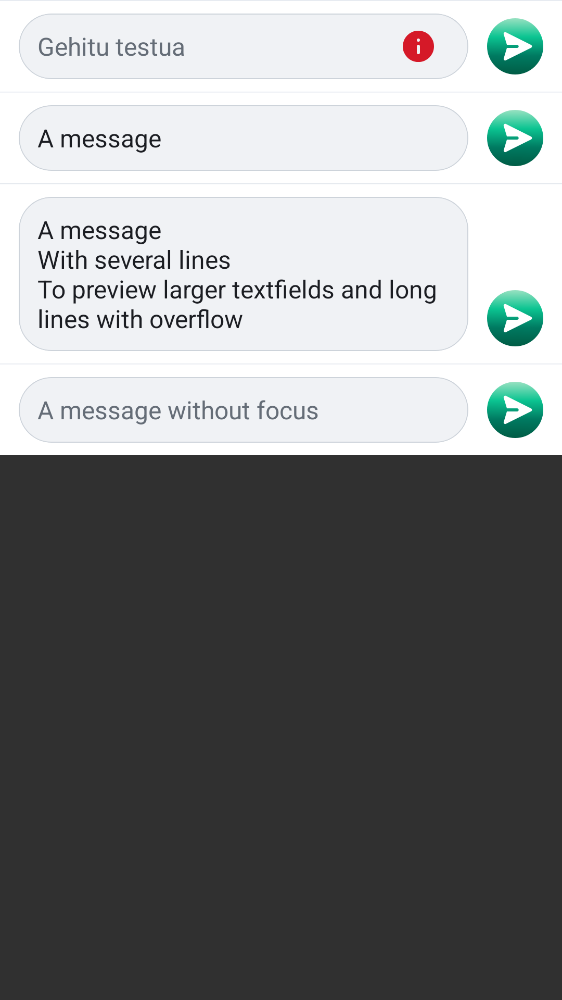 Gehitu testua
A message
A message
With several lines
To preview larger textfields and long
lines with overflow
A message without focus